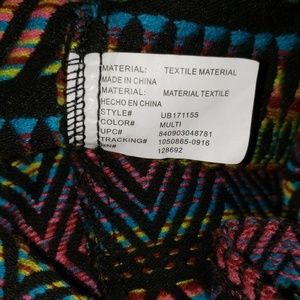 MATERIAL: TEXTILE MATERIAL
MADE IN CHINA
MATERIAL: MATERIAL TEXTILE
HECHO EN CHINA
STYLE# UB171155
COLOR# MULTI
UPC# 840903048781
TRACKING# 1050865-0916
RN# 128692